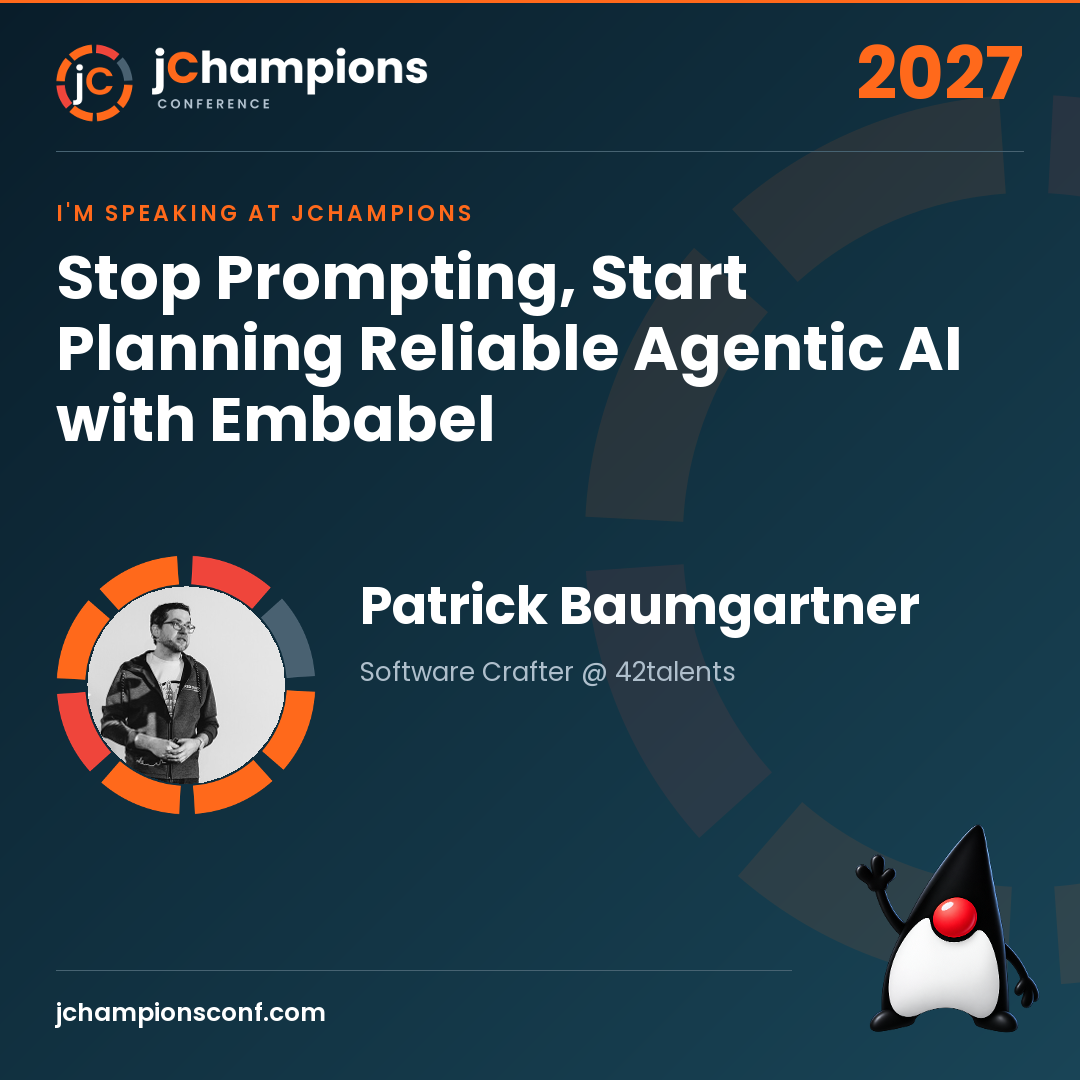 jC
jChampions
CONFERENCE
2027
I'M SPEAKING AT JCHAMPIONS
Stop Prompting, Start
Planning Reliable Agentic AI
with Embabel
Patrick Baumgartner
Software Crafter @ 42talents
jchampionsconf.com